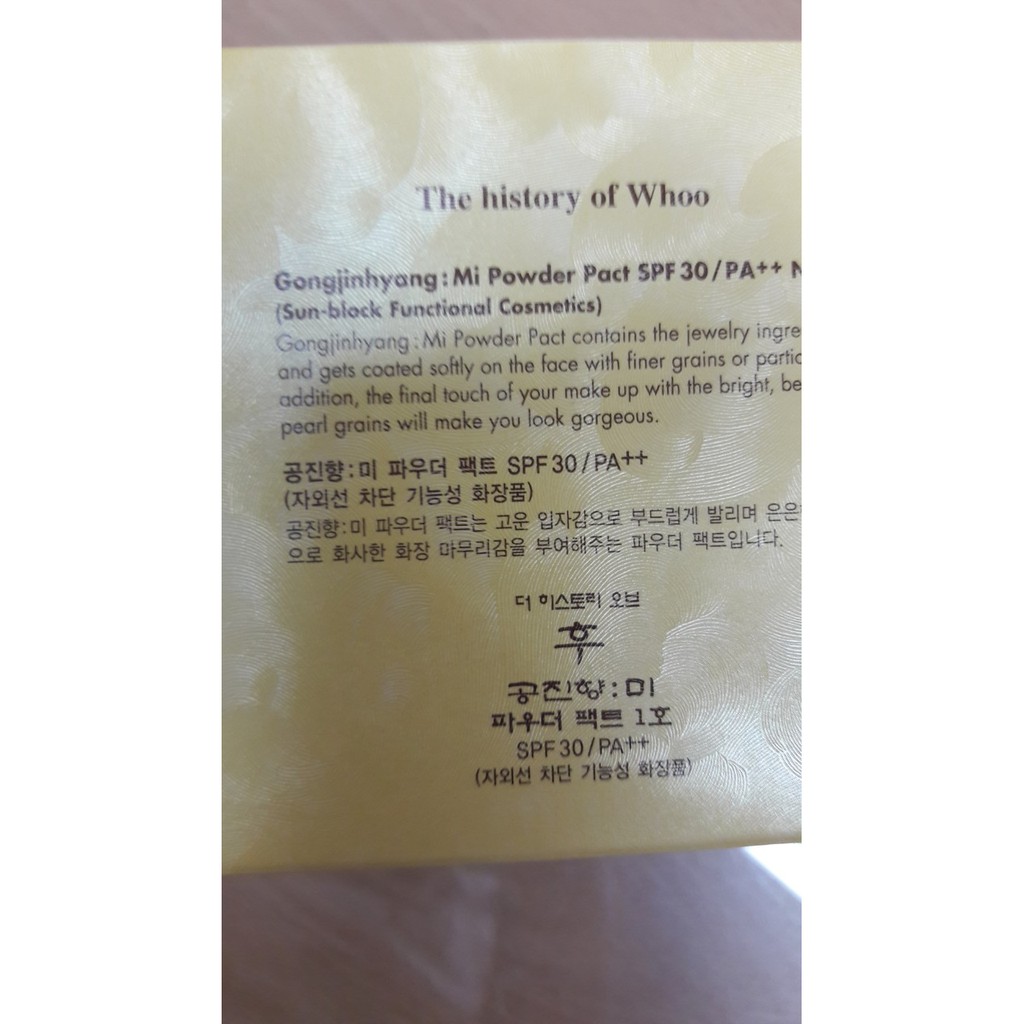 The history of Whoo
Gongjinhyang : Mi Powder Pact SPF 30 / PA++
(Sun-block Functional Cosmetics)
Gongjinhyang : Mi Powder Pact contains the jewelry
and gets coated softly on the face with finer grains or
addition, the final touch of your make up with the bright,
pearl grains will make you look gorgeous.
공진향 : 미 파우더 팩트 SPF 30 / PA++
(자외선 차단 기능성 화장품)
공진향 : 미 파우더 팩트는 고운 입자감으로 부드럽게 발리며
으로 화사한 화장 마무리감을 부여해주는 파우더 팩트입니다.
더 히스토리 오브
후
공진향 : 미
파우더 팩트 1호
SPF 30 / PA++
(자외선 차단 기능성 화장품)